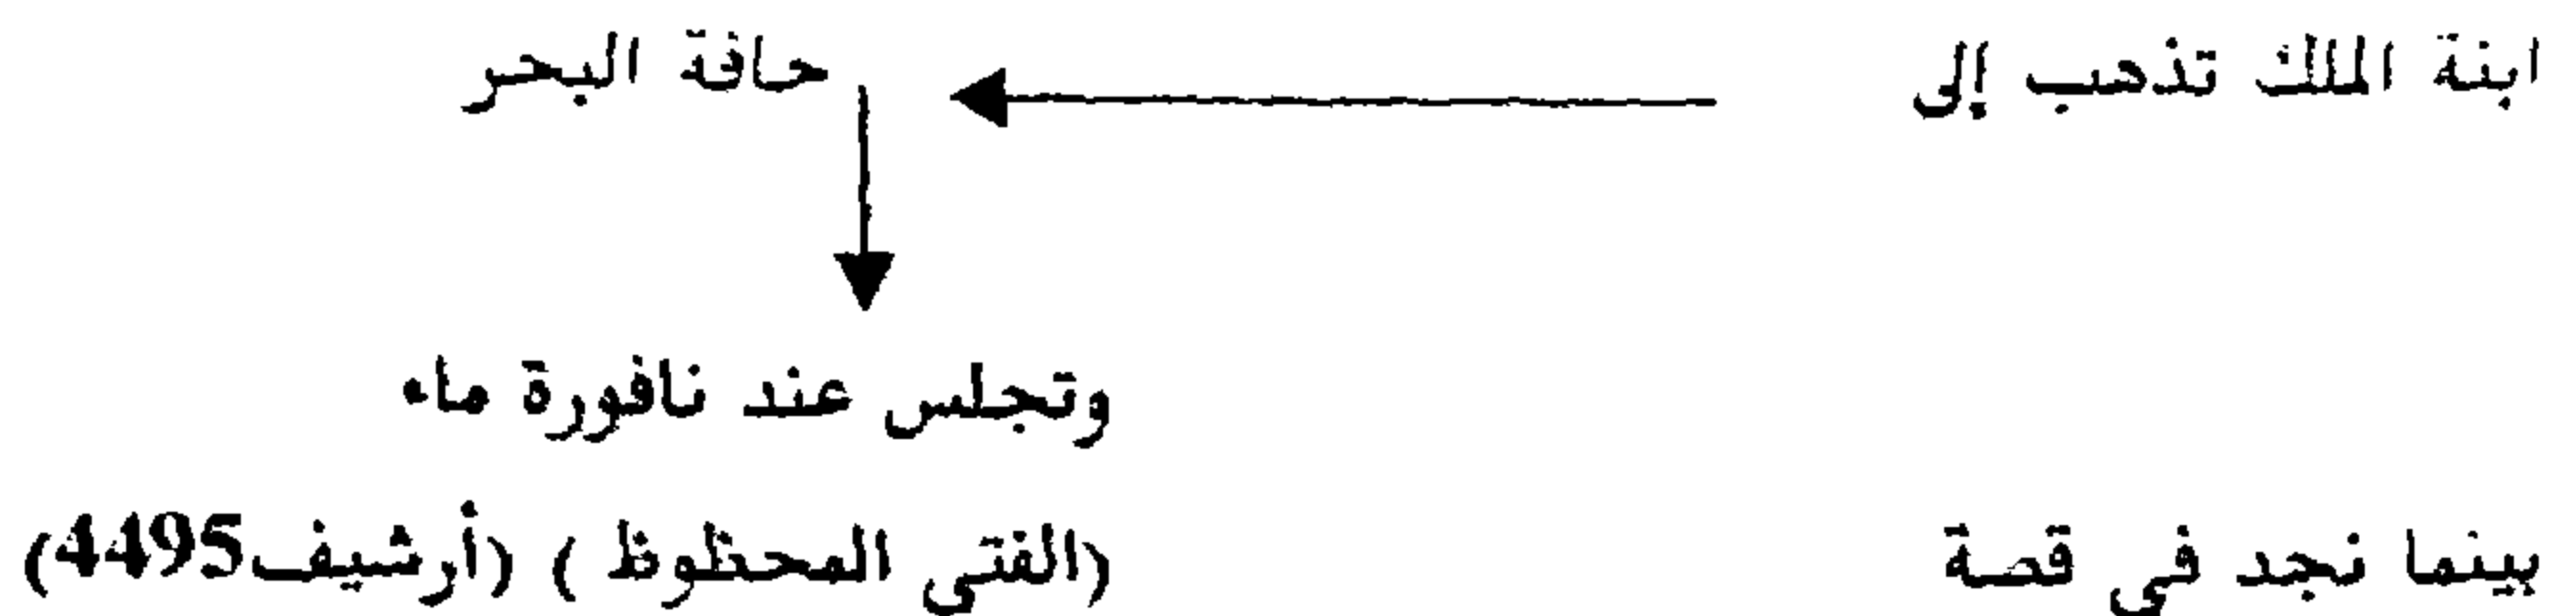 ابنة الملك تذهب إلى حافة البحر
وتجلس عند نافورة ماء
بينما نجد في قصة (الفتى المحظوظ ) (أرشيف4495)